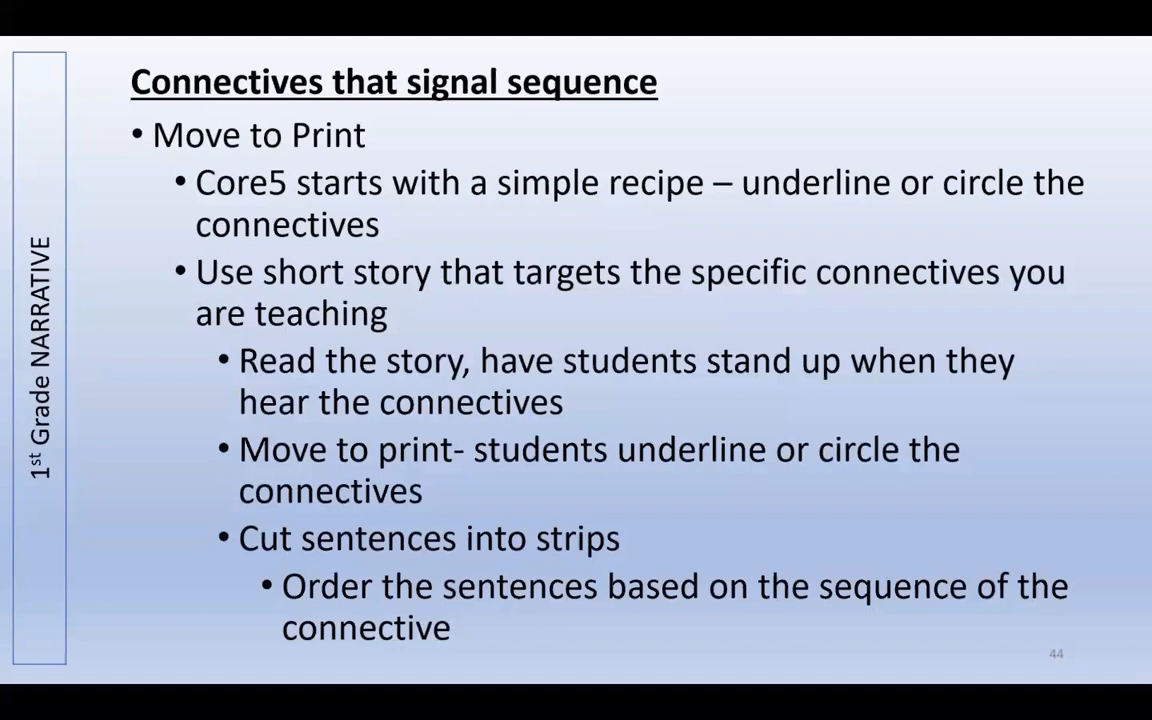 Connectives that signal sequence
• Move to Print
• Core5 starts with a simple recipe – underline or circle the
connectives
• Use short story that targets the specific connectives you
are teaching
• Read the story, have students stand up when they
hear the connectives
• Move to print- students underline or circle the
connectives
• Cut sentences into strips
• Order the sentences based on the sequence of the
connective
1st Grade NARRATIVE
44